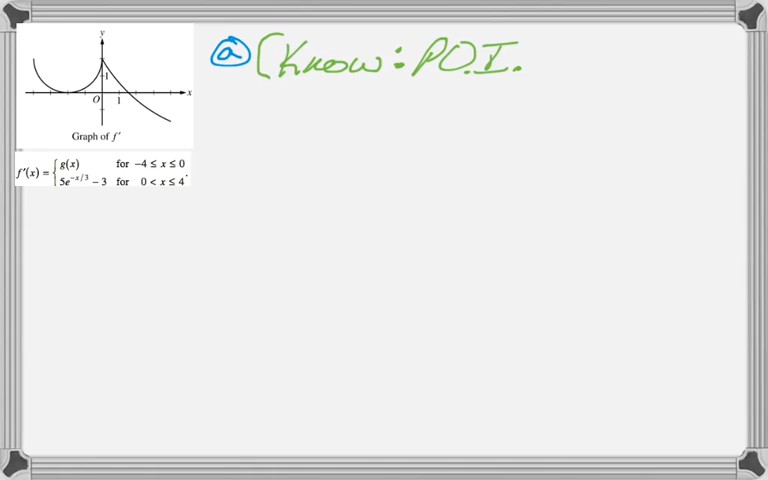 y
ⓐ (Know: P.O.I.
1
O 1 x
Graph of f′
f′(x) = { g(x) for −4 ≤ x ≤ 0
5e^{−x/3} − 3 for 0 < x ≤ 4 .